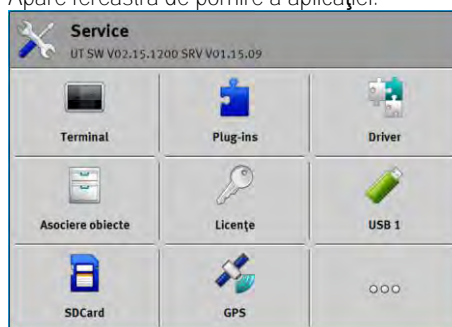 Apare fereastra de pornire a aplicaţiei.
Service
UT SW V02.15.1200 SRV V01.15.09
Terminal
Plug-ins
Driver
Asociere obiecte
Licenţe
USB 1
SDCard
GPS